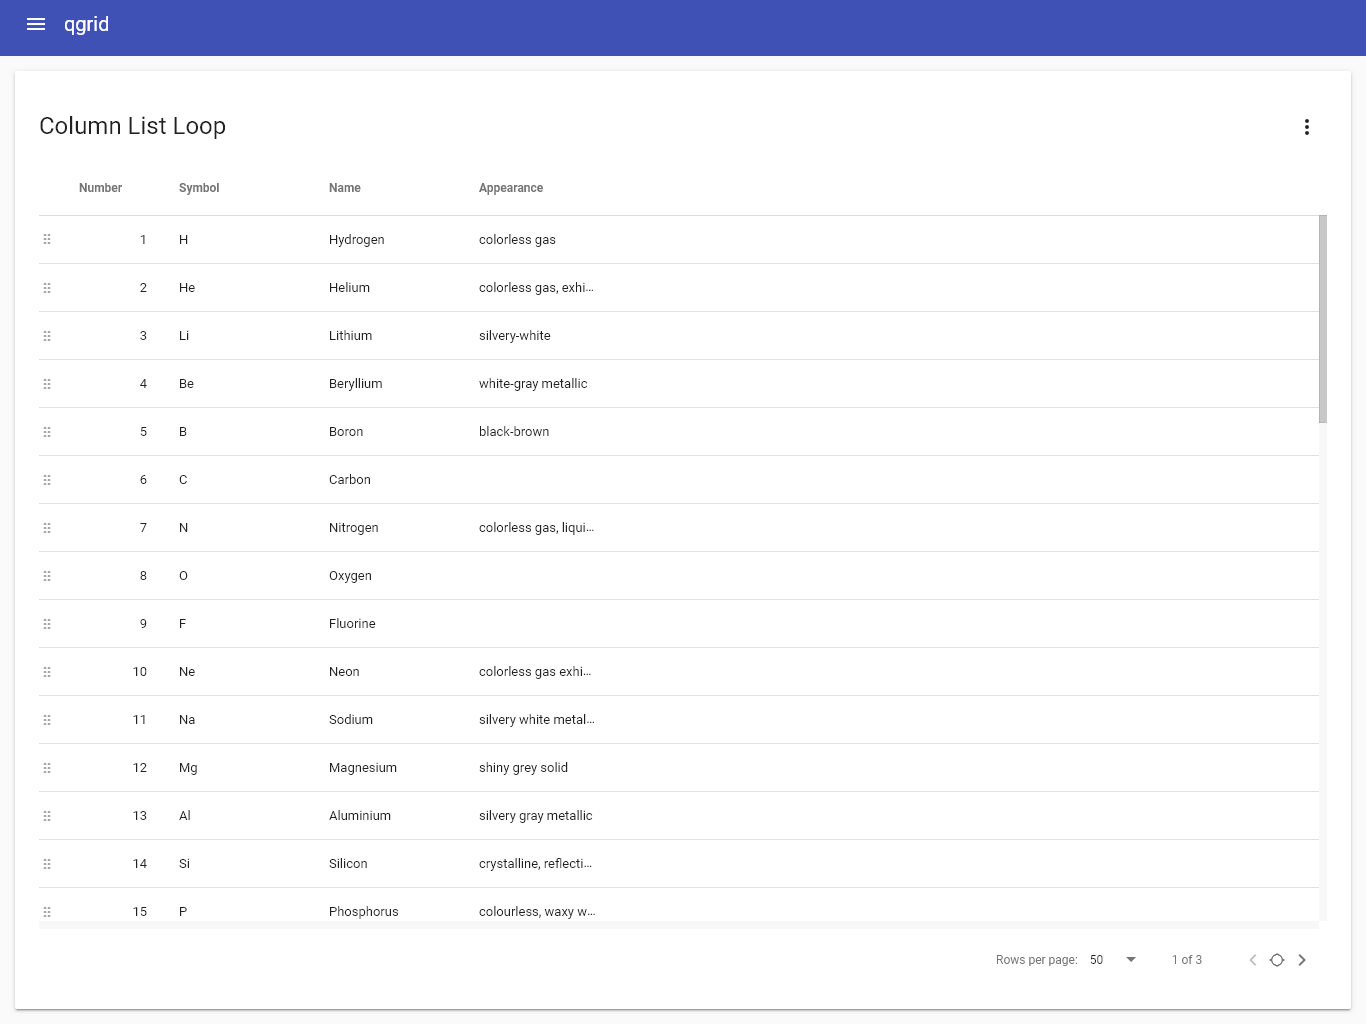 qgrid
Column List Loop
Number Symbol Name Appearance
1 H Hydrogen colorless gas
2 He Helium colorless gas, exhi…
3 Li Lithium silvery-white
4 Be Beryllium white-gray metallic
5 B Boron black-brown
6 C Carbon
7 N Nitrogen colorless gas, liqui…
8 O Oxygen
9 F Fluorine
10 Ne Neon colorless gas exhi…
11 Na Sodium silvery white metal…
12 Mg Magnesium shiny grey solid
13 Al Aluminium silvery gray metallic
14 Si Silicon crystalline, reflecti…
15 P Phosphorus colourless, waxy w…
Rows per page: 50 1 of 3